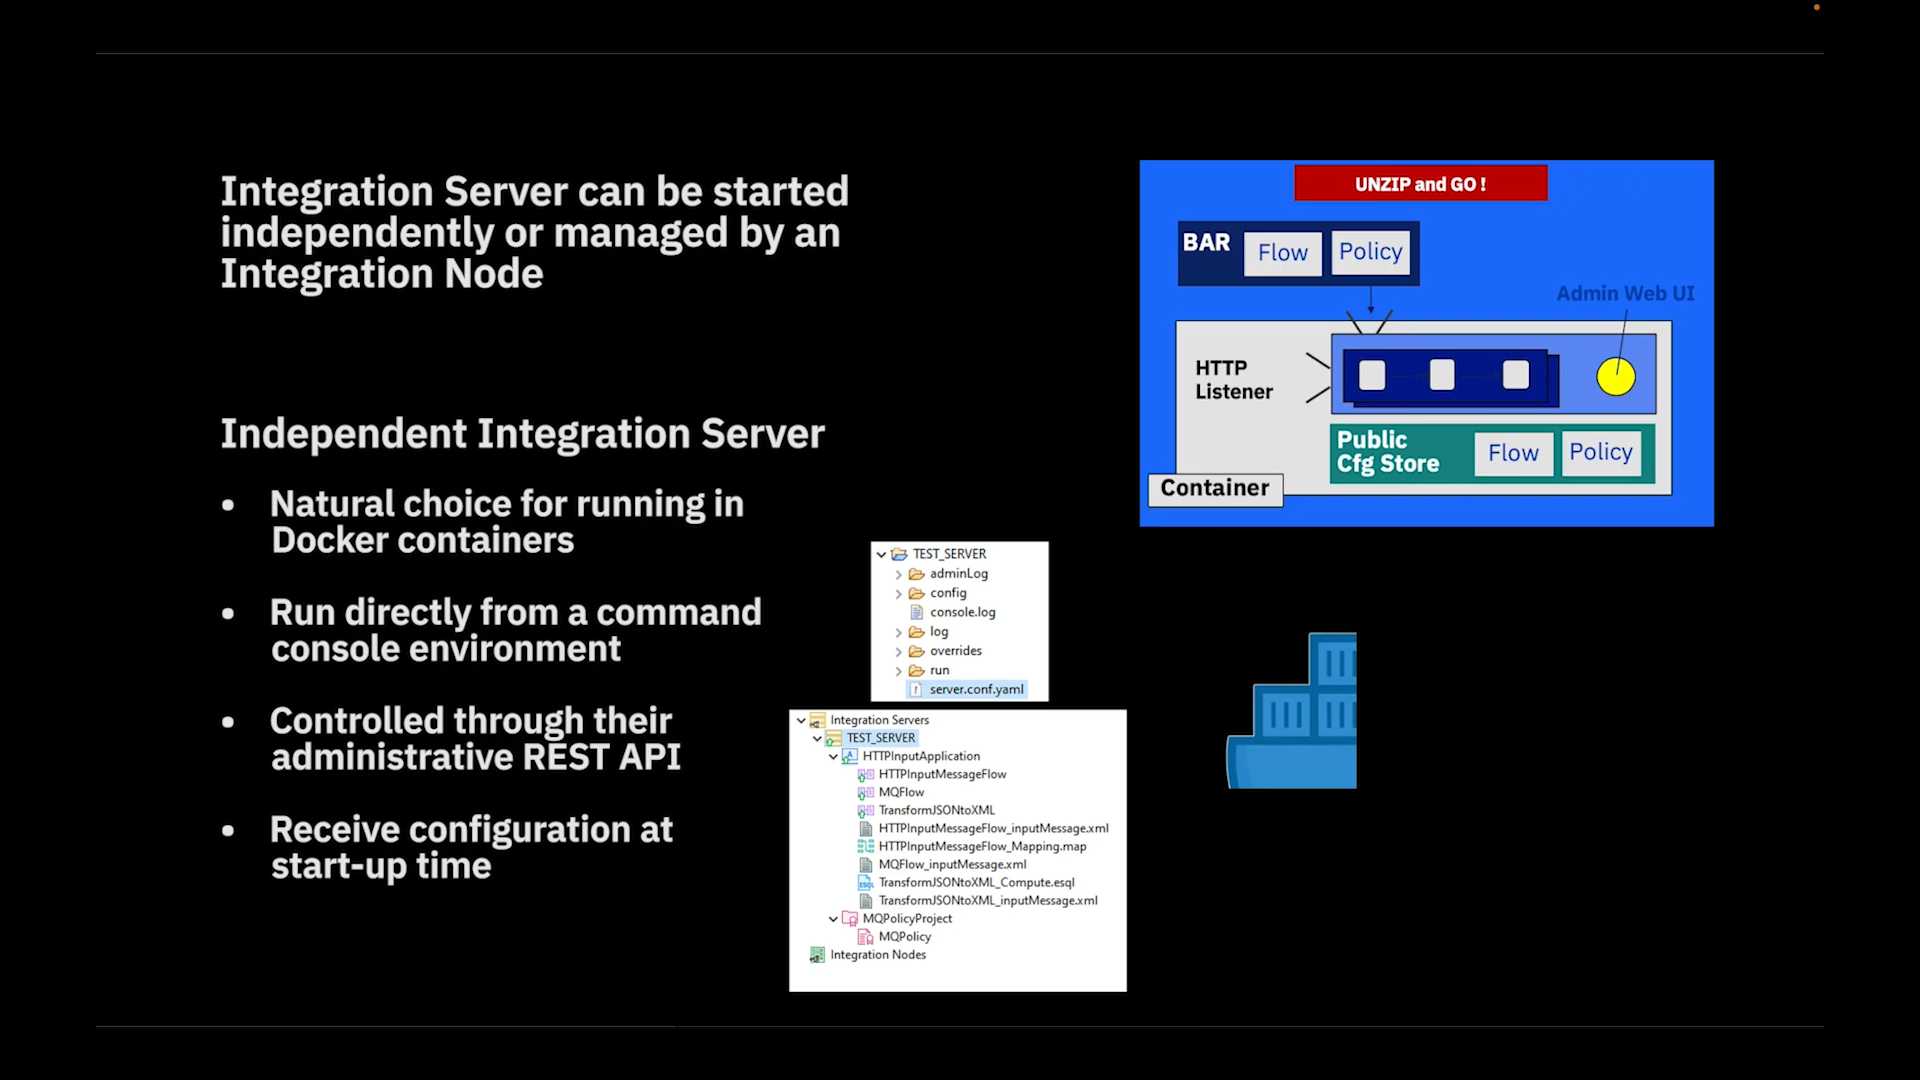 Integration Server can be started
independently or managed by an
Integration Node
Independent Integration Server
• Natural choice for running in
Docker containers
• Run directly from a command
console environment
• Controlled through their
administrative REST API
• Receive configuration at
start-up time
UNZIP and GO !
BAR
Flow
Policy
Admin Web UI
HTTP
Listener
Public
Cfg Store
Flow
Policy
Container
TEST_SERVER
adminLog
config
console.log
log
overrides
run
server.conf.yaml
Integration Servers
TEST_SERVER
HTTPInputApplication
HTTPInputMessageFlow
MQFlow
TransformJSONtoXML
HTTPInputMessageFlow_inputMessage.xml
HTTPInputMessageFlow_Mapping.map
MQFlow_inputMessage.xml
TransformJSONtoXML_Compute.esql
TransformJSONtoXML_inputMessage.xml
MQPolicyProject
MQPolicy
Integration Nodes